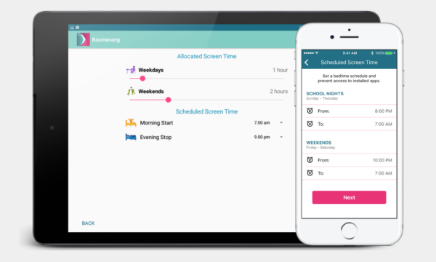 Boomerang
Allocated Screen Time
Weekdays
1 hour
Weekends
2 hours
Scheduled Screen Time
Morning Start
7.00 am
Evening Stop
9.00 pm
BACK
9:41 AM
100%
Scheduled Screen Time
Set a bedtime schedule and
prevent access to installed apps.
SCHOOL NIGHTS
Sunday - Thursday
From:
8:00 PM
To:
7:00 AM
WEEKENDS
Friday - Saturday
From:
10:00 PM
To:
7:00 AM
Next